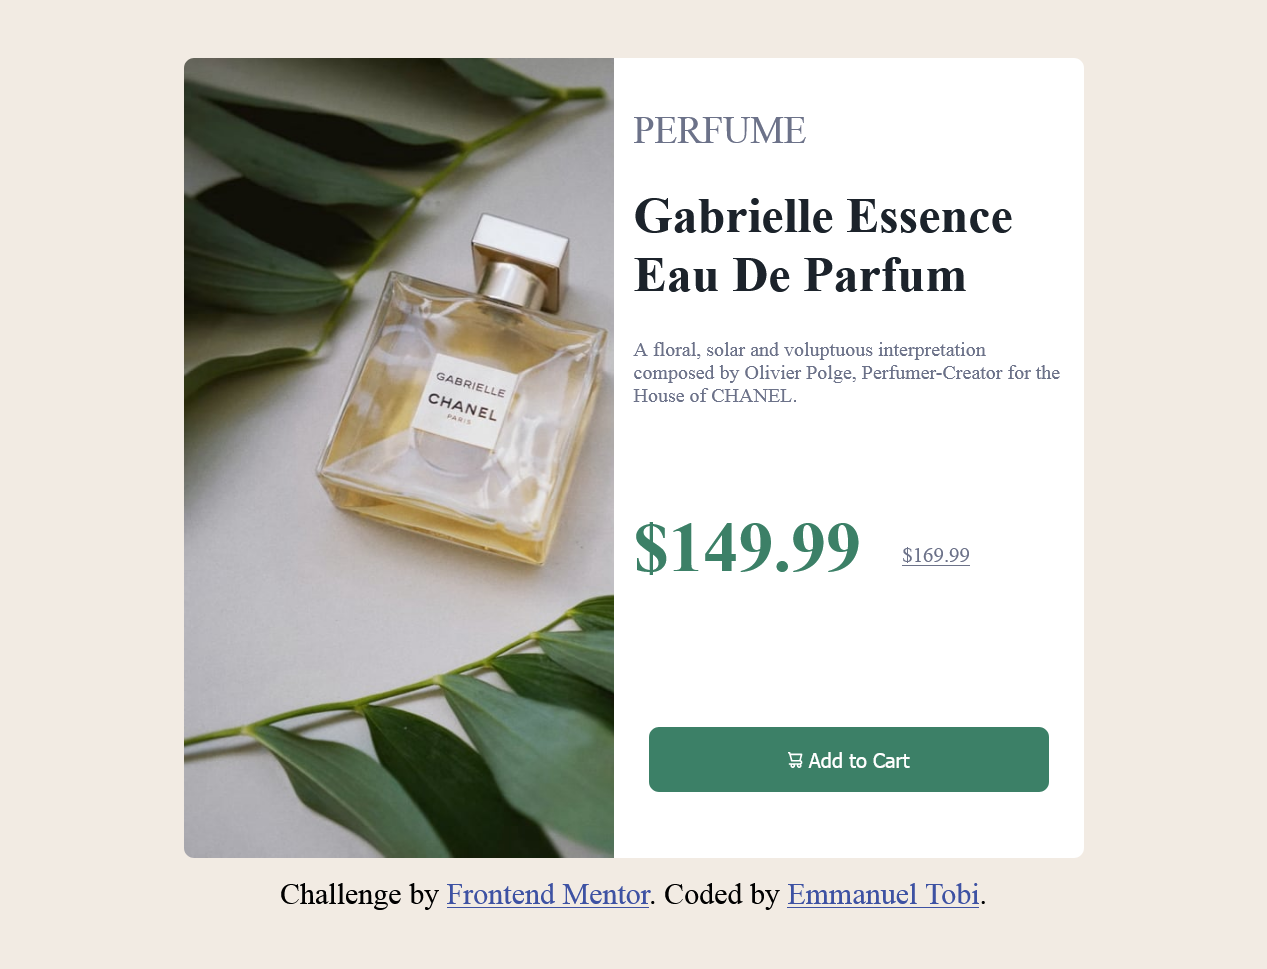 PERFUME
Gabrielle Essence
Eau De Parfum
A floral, solar and voluptuous interpretation
composed by Olivier Polge, Perfumer-Creator for the
House of CHANEL.
GABRIELLE
CHANEL
PARIS
$149.99
$169.99
Add to Cart
Challenge by Frontend Mentor. Coded by Emmanuel Tobi.